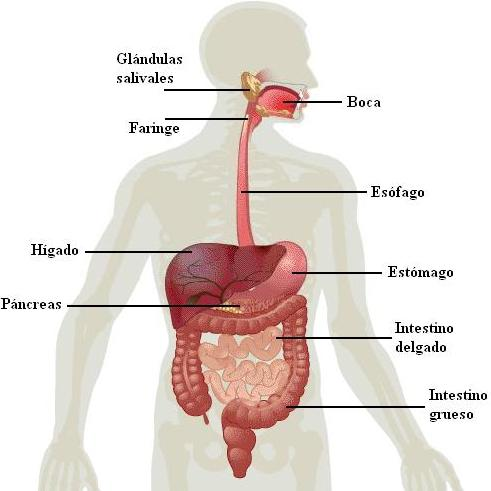 Glándulas
salivales
Boca
Faringe
Esófago
Hígado
Estómago
Páncreas
Intestino
delgado
Intestino
grueso